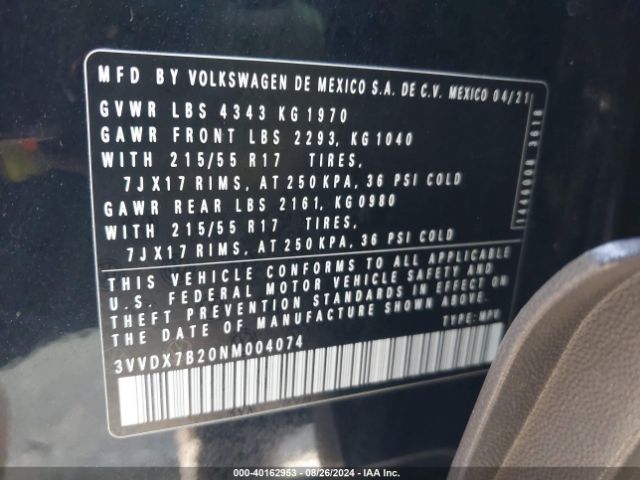 MFD BY VOLKSWAGEN DE MEXICO S.A. DE C.V. MEXICO 04/21
GVWR LBS 4343 KG 1970
GAWR FRONT LBS 2293, KG 1040
WITH 215/55 R17 TIRES,
7JX17 RIMS, AT 250 KPA, 36 PSI COLD
GAWR REAR LBS 2161, KG 0980
WITH 215/55 R17 TIRES,
7JX17 RIMS, AT 250 KPA, 36 PSI COLD
THIS VEHICLE CONFORMS TO ALL APPLICABLE
U.S. FEDERAL MOTOR VEHICLE SAFETY AND
THEFT PREVENTION STANDARDS IN EFFECT ON
THE DATE OF MANUFACTURE SHOWN ABOVE.
TYPE: MPV
3VVDX7B20NM004074
000-40162953 - 08/26/2024 - IAA Inc.